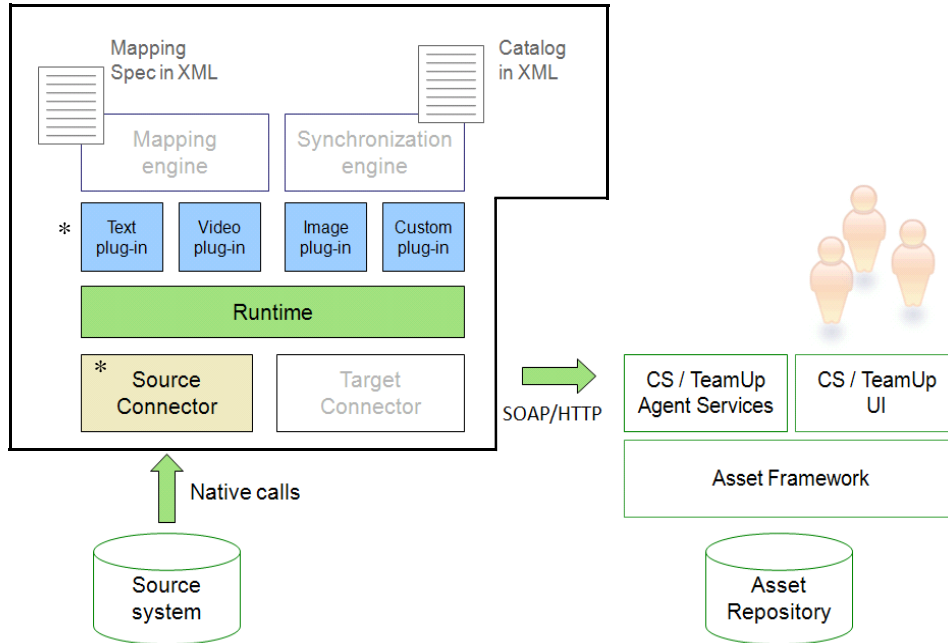 Mapping
Spec in XML
Catalog
in XML
Mapping
engine
Synchronization
engine
*
Text
plug-in
Video
plug-in
Image
plug-in
Custom
plug-in
Runtime
*
Source
Connector
Target
Connector
SOAP/HTTP
CS / TeamUp
Agent Services
CS / TeamUp
UI
Asset Framework
Native calls
Source
system
Asset
Repository